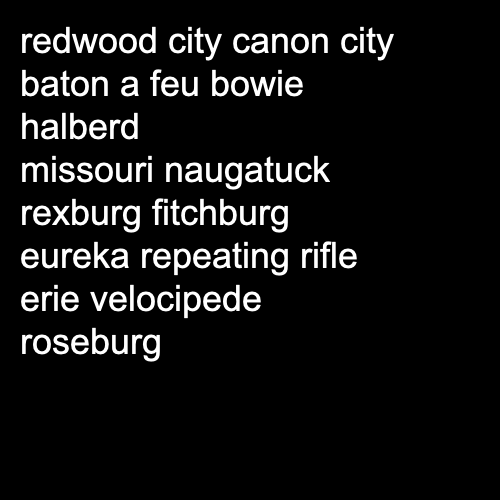 redwood city canon city
baton a feu bowie
halberd
missouri naugatuck
rexburg fitchburg
eureka repeating rifle
erie velocipede
roseburg